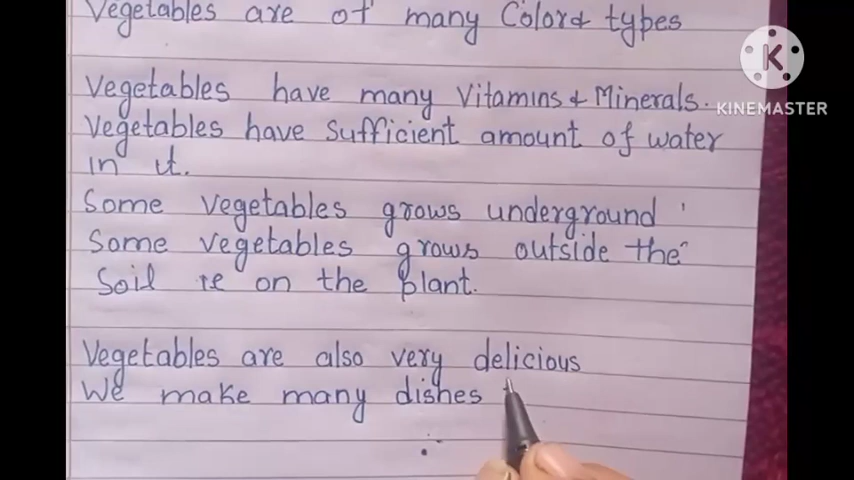 Vegetables are of many Color & types
Vegetables have many Vitamins & Minerals.
Vegetables have sufficient amount of water
in it.
Some vegetables grows underground
Some vegetables grows outside the
Soil ie on the plant.
Vegetables are also very delicious
We make many dishes
K
KINEMASTER